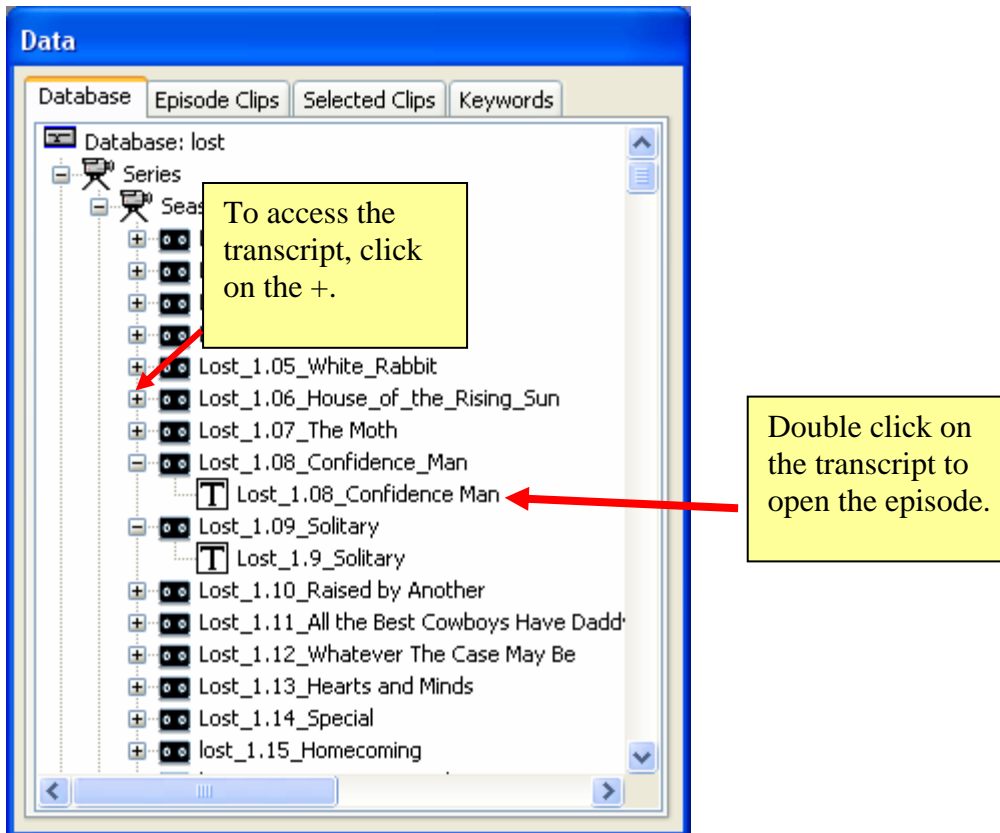 Data
Database Episode Clips Selected Clips Keywords
Database: lost
Series
To access the
transcript, click
on the +.
Lost_1.05_White_Rabbit
Lost_1.06_House_of_the_Rising_Sun
Lost_1.07_The Moth
Lost_1.08_Confidence_Man
T Lost_1.08_Confidence Man
Double click on
the transcript to
open the episode.
Lost_1.09_Solitary
T Lost_1.9_Solitary
Lost_1.10_Raised by Another
Lost_1.11_All the Best Cowboys Have Daddy
Lost_1.12_Whatever The Case May Be
Lost_1.13_Hearts and Minds
Lost_1.14_Special
lost_1.15_Homecoming